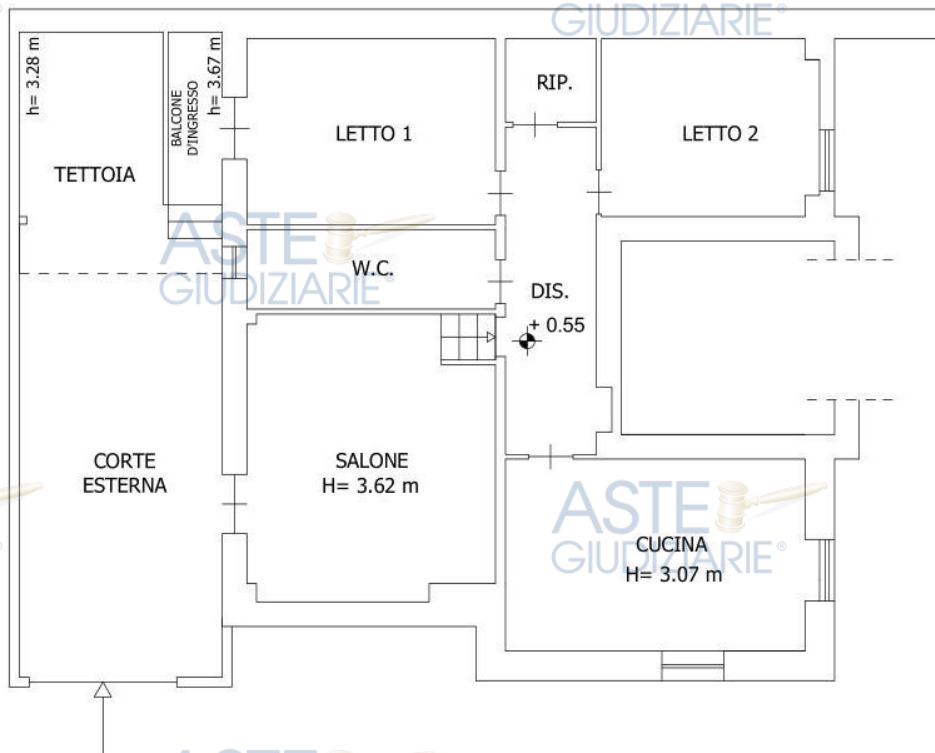 GIUDIZIARIE
h= 3.28 m
BALCONE
D'INGRESSO
h= 3.67 m
TETTOIA
LETTO 1
RIP.
LETTO 2
ASTE
GIUDIZIARIE®
W.C.
DIS.
+ 0.55
CORTE
ESTERNA
SALONE
H= 3.62 m
ASTE
GIUDIZIARIE®
CUCINA
H= 3.07 m